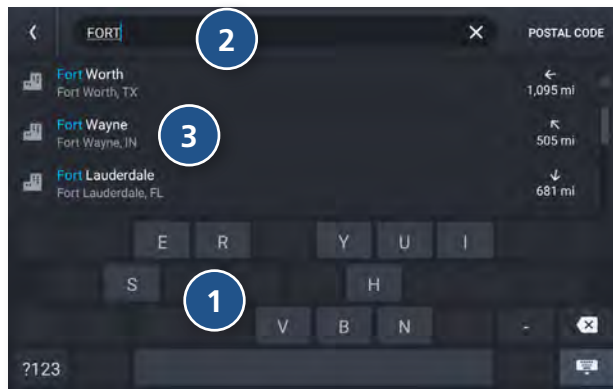 FORT POSTAL CODE
2
Fort Worth
Fort Worth, TX
1,095 mi
Fort Wayne
Fort Wayne, IN
505 mi
3
Fort Lauderdale
Fort Lauderdale, FL
681 mi
E R Y U I
S H
1
V B N -
?123